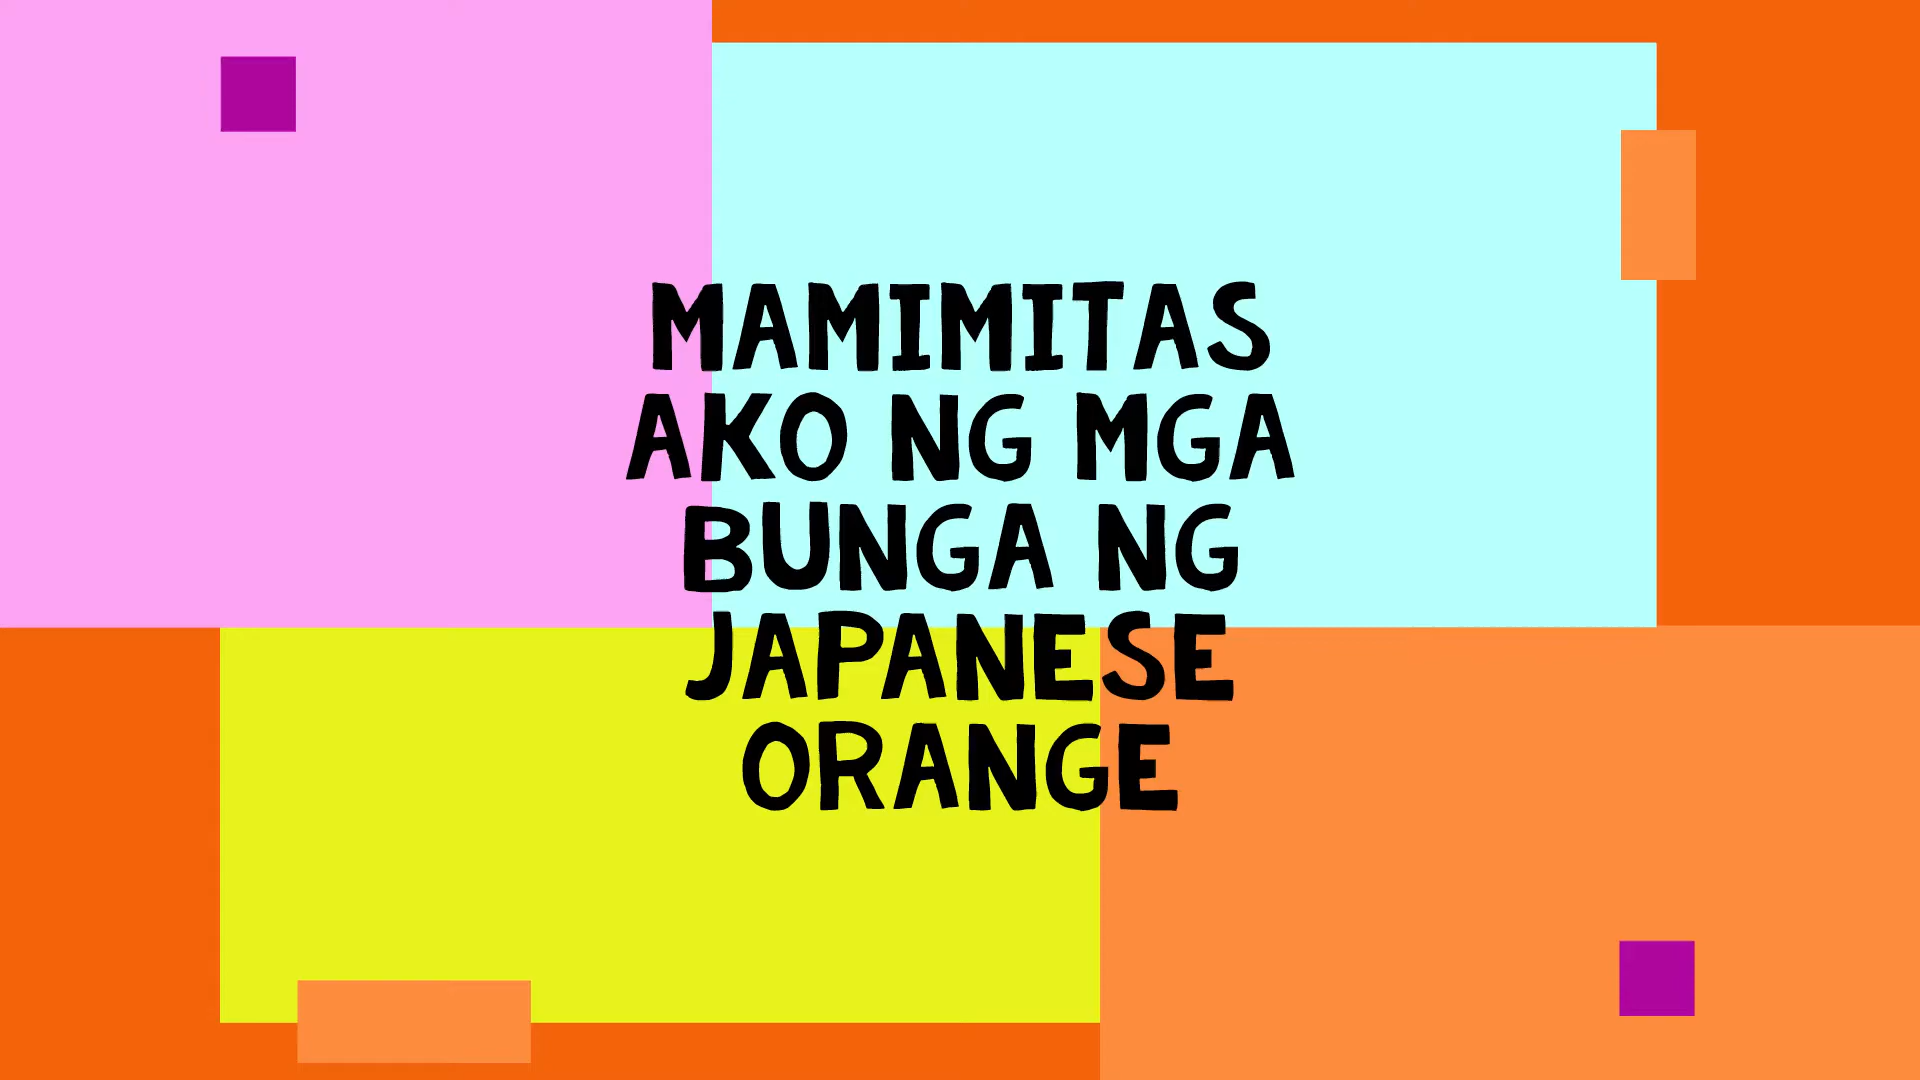 MAMIMITAS
AKO NG MGA
BUNGA NG
JAPANESE
ORANGE